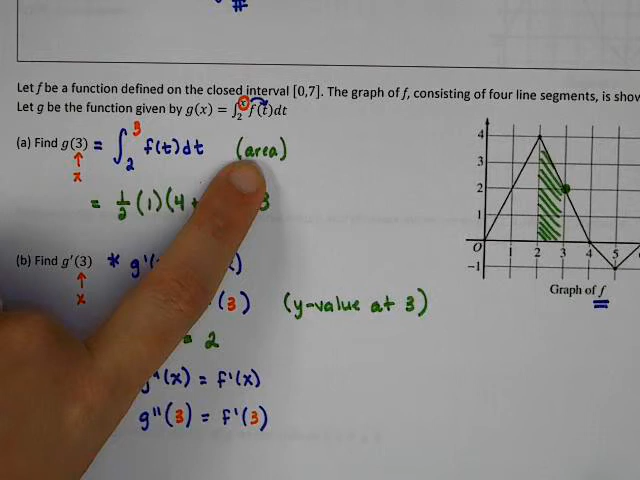 #
Let f be a function defined on the closed interval [0,7]. The graph of f, consisting of four line segments, is
Let g be the function given by g(x) = ∫₂ˣ f(t)dt
(a) Find g(3) = ∫₂³ f(t)dt (area)
x
= 1/2 (1)(4 + 3
(b) Find g'(3) * g'( )
x
(3) (y-value at 3)
= 2
g''(x) = f'(x)
g''(3) = f'(3)
4
3
2
1
O 1 2 3 4 5
-1
Graph of f